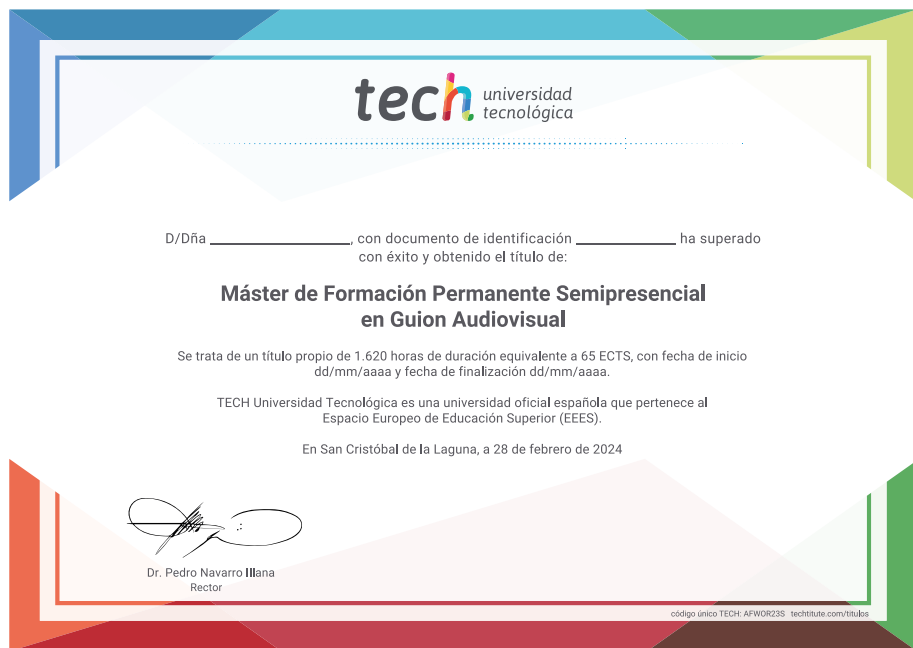 tech universidad
tecnológica
D/Dña ________________, con documento de identificación ____________ ha superado
con éxito y obtenido el título de:
Máster de Formación Permanente Semipresencial
en Guion Audiovisual
Se trata de un título propio de 1.620 horas de duración equivalente a 65 ECTS, con fecha de inicio
dd/mm/aaaa y fecha de finalización dd/mm/aaaa.
TECH Universidad Tecnológica es una universidad oficial española que pertenece al
Espacio Europeo de Educación Superior (EEES).
En San Cristóbal de la Laguna, a 28 de febrero de 2024
Dr. Pedro Navarro Illana
Rector
código único TECH: AFWOR23S techtitute.com/titulos